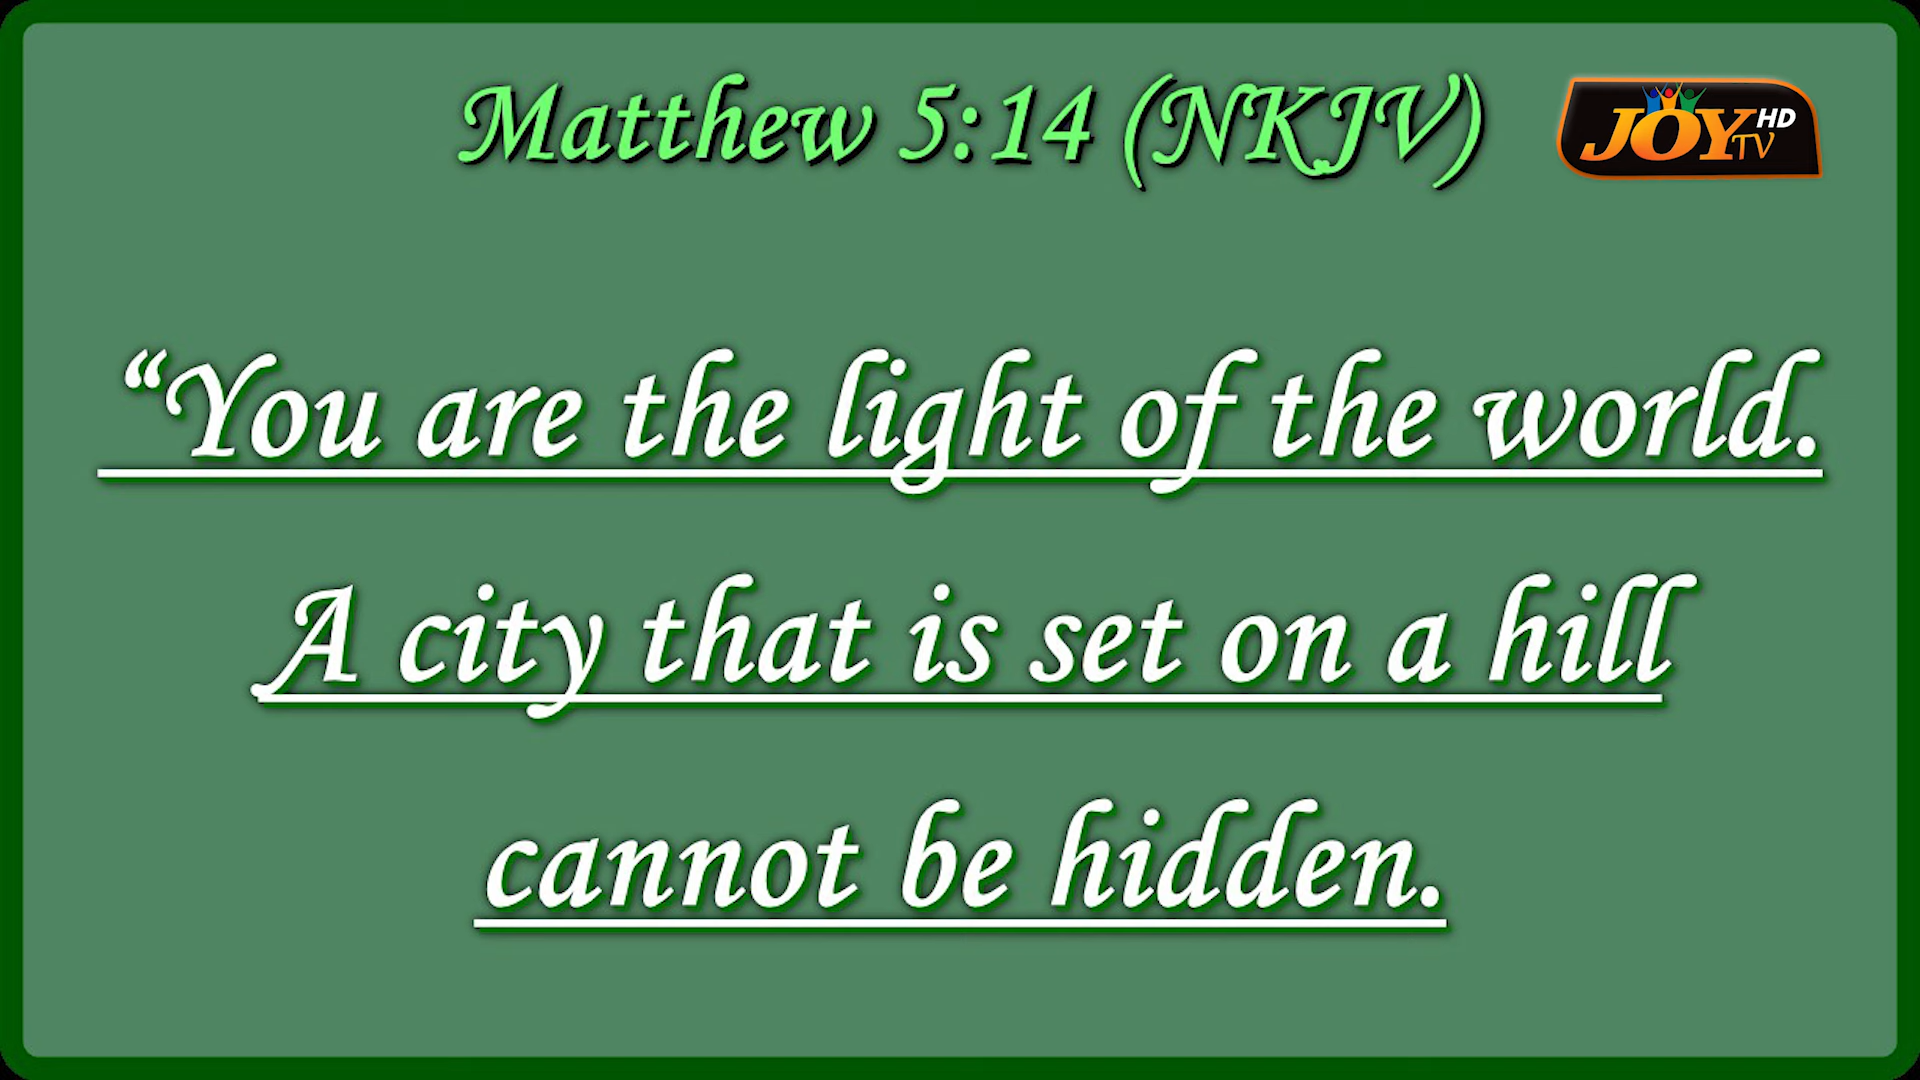 Matthew 5:14 (NKJV)
JOY TV HD
“You are the light of the world.
A city that is set on a hill
cannot be hidden.